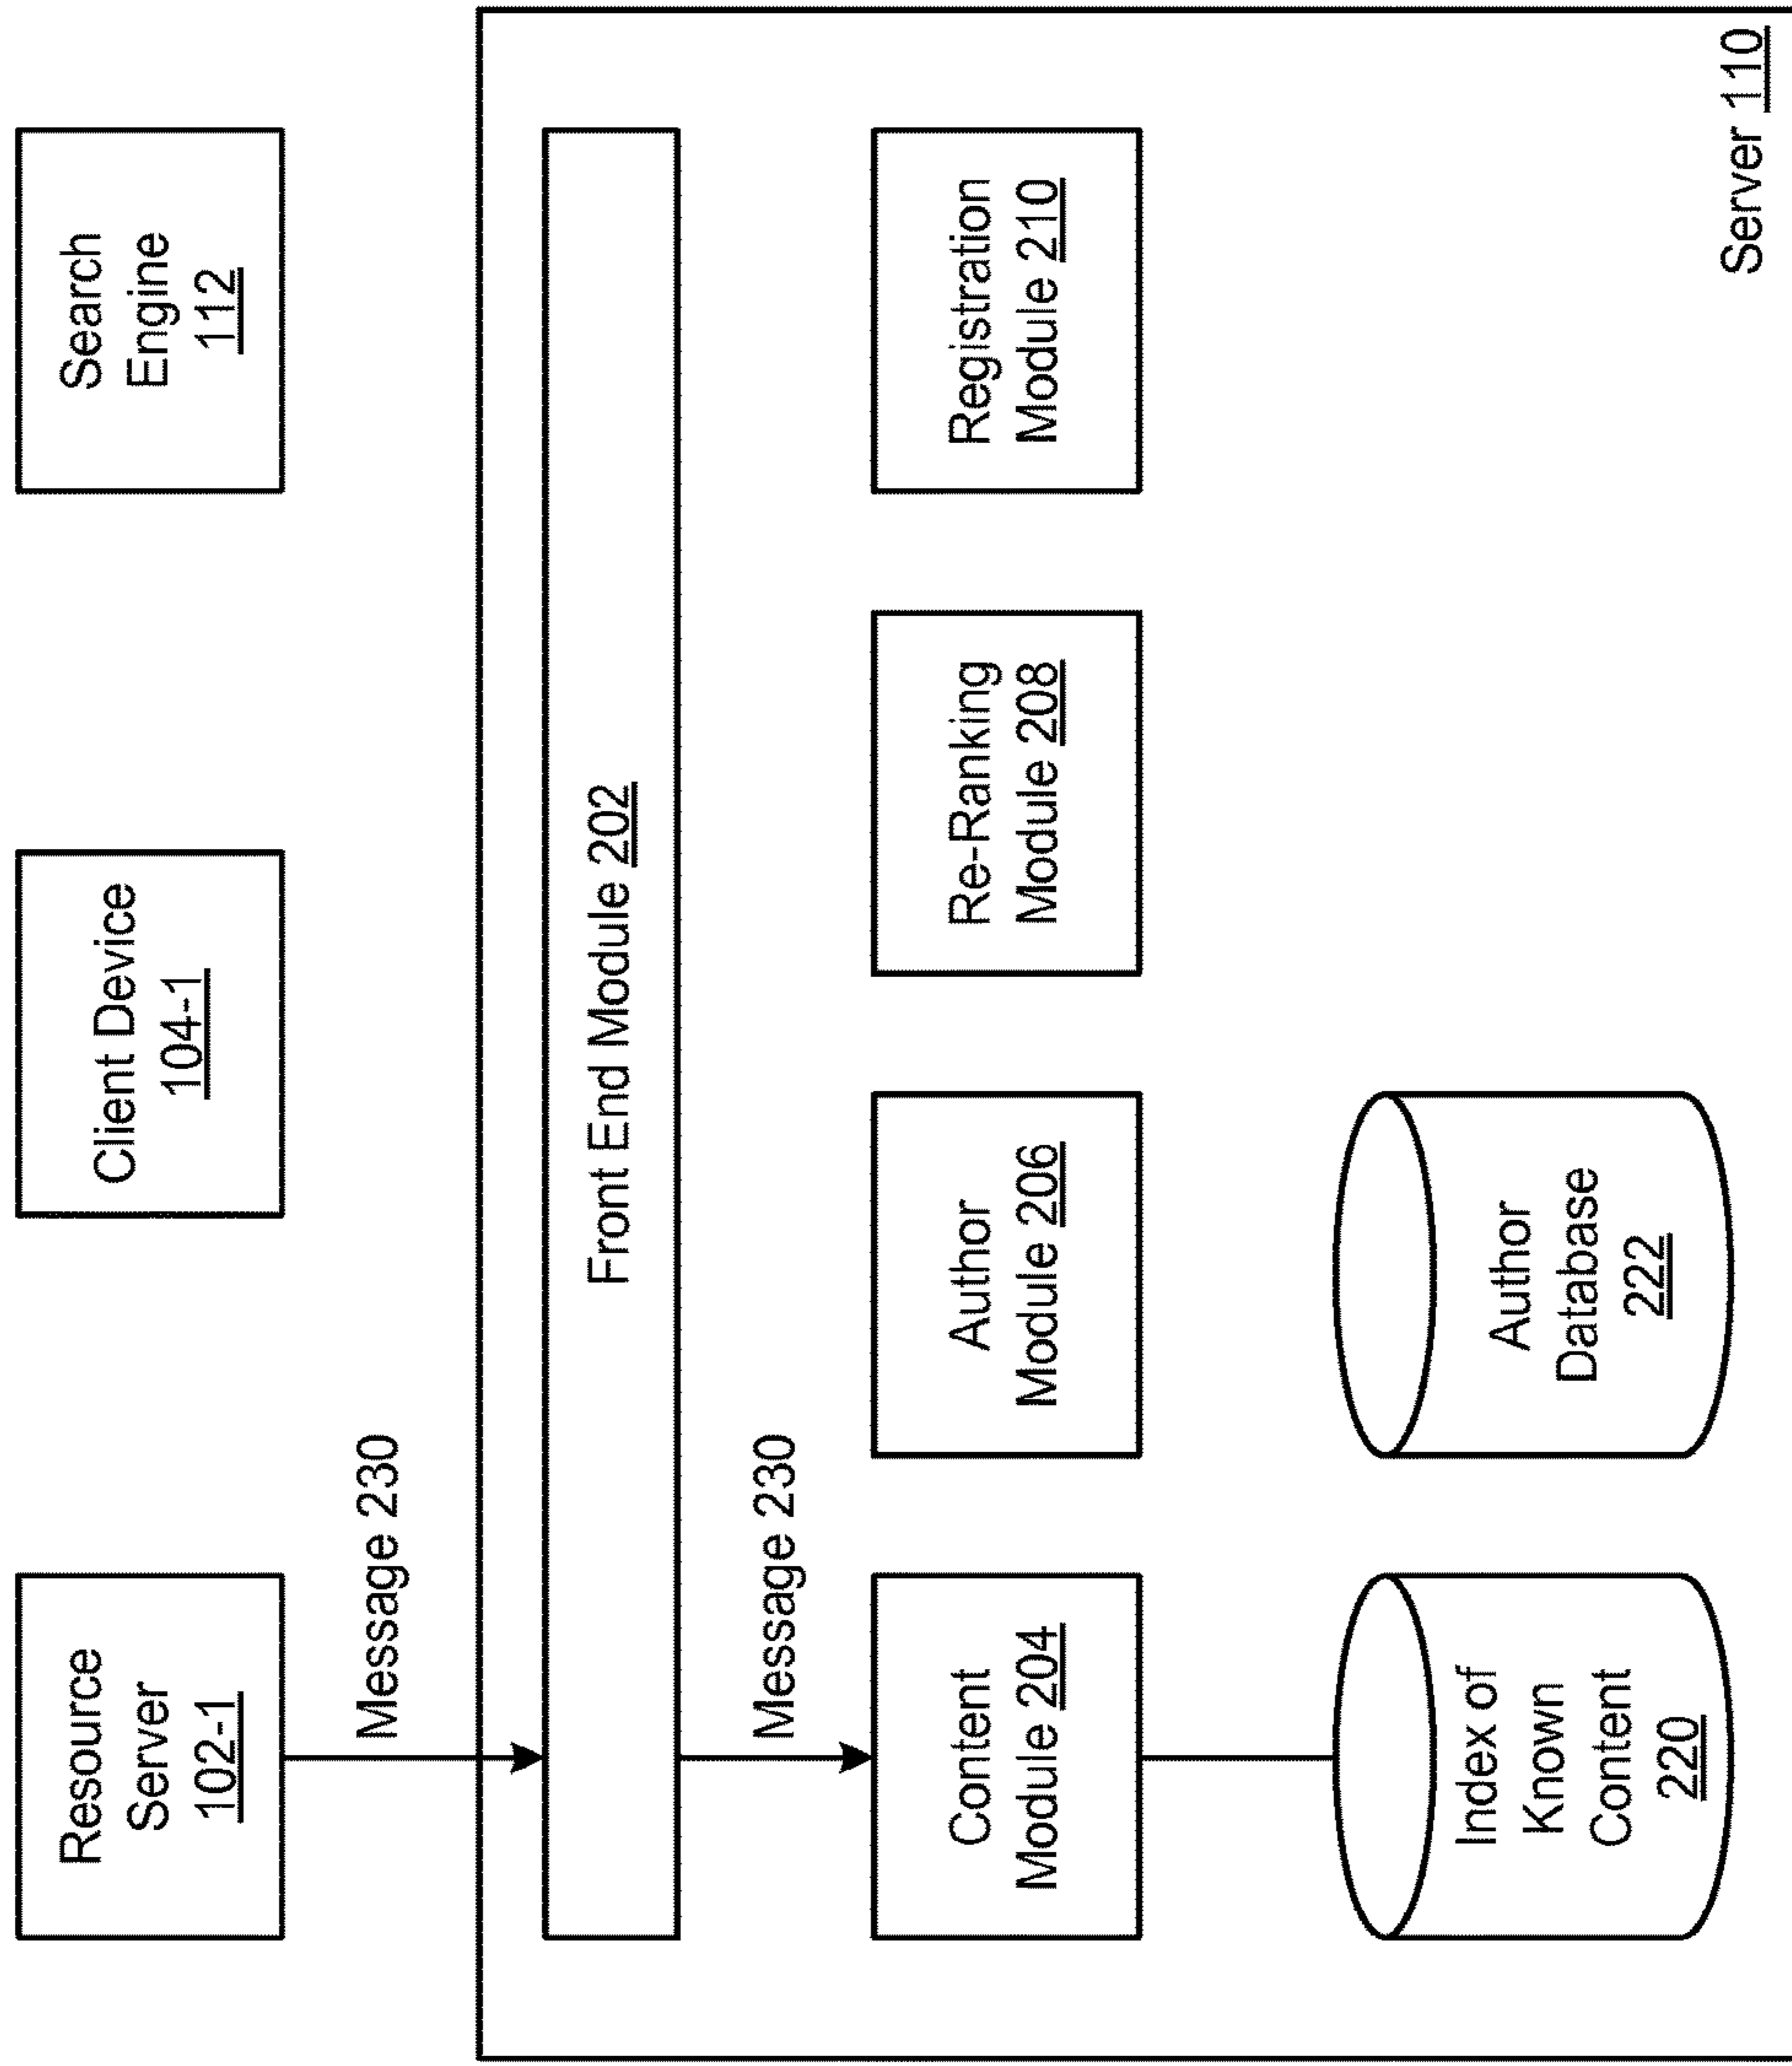 Resource
Server
102-1
Client Device
104-1
Search
Engine
112
Message 230
Front End Module 202
Message 230
Content
Module 204
Author
Module 206
Re-Ranking
Module 208
Registration
Module 210
Index of
Known
Content
220
Author
Database
222
Server 110